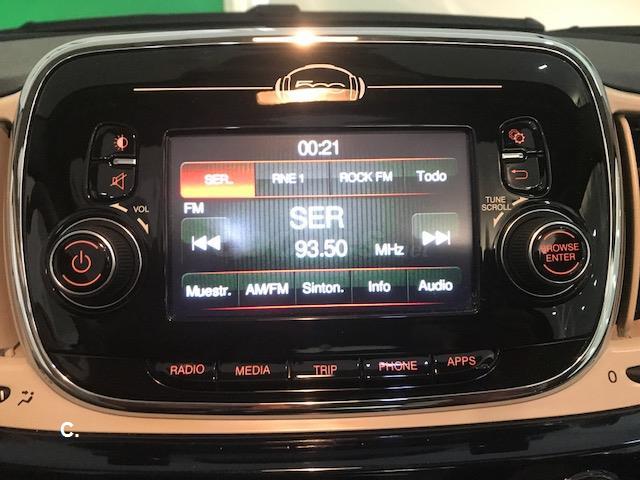 500
00:21
SER.. RNE 1 ROCK FM Todo
FM
SER
93.50 MHz
Muestr. AM/FM Sinton. Info Audio
VOL
TUNE
SCROLL
BROWSE
ENTER
RADIO MEDIA TRIP PHONE APPS
0
C.